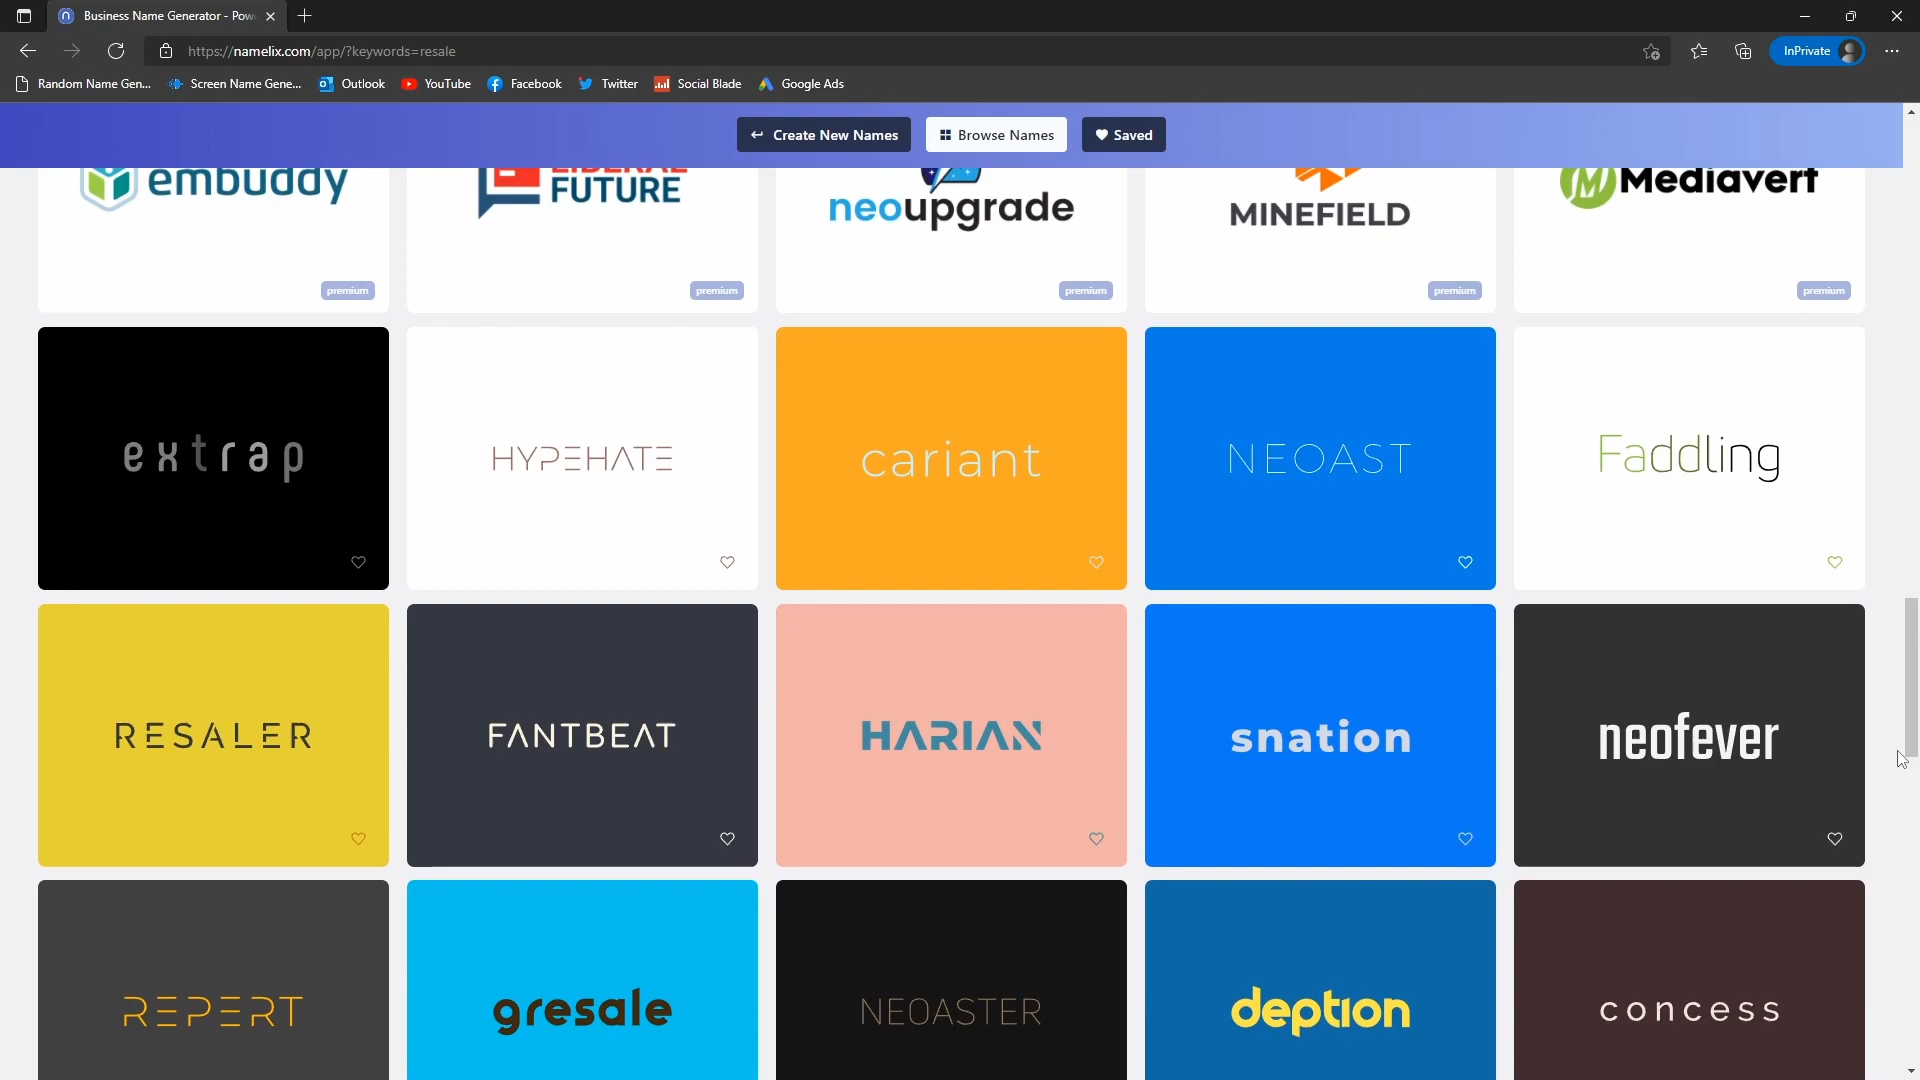 Business Name Generator - Pow
https://namelix.com/app/?keywords=resale
InPrivate
Random Name Gen...
Screen Name Gene...
Outlook
YouTube
Facebook
Twitter
Social Blade
Google Ads
Create New Names
Browse Names
Saved
embuddy
LIBERAL
FUTURE
neoupgrade
MINEFIELD
Mediavert
premium
premium
premium
premium
premium
extrap
HYPEHATE
cariant
NEOAST
Faddling
RESALER
FANTBEAT
HARIAN
snation
neofever
REPERT
gresale
NEOASTER
deption
concess